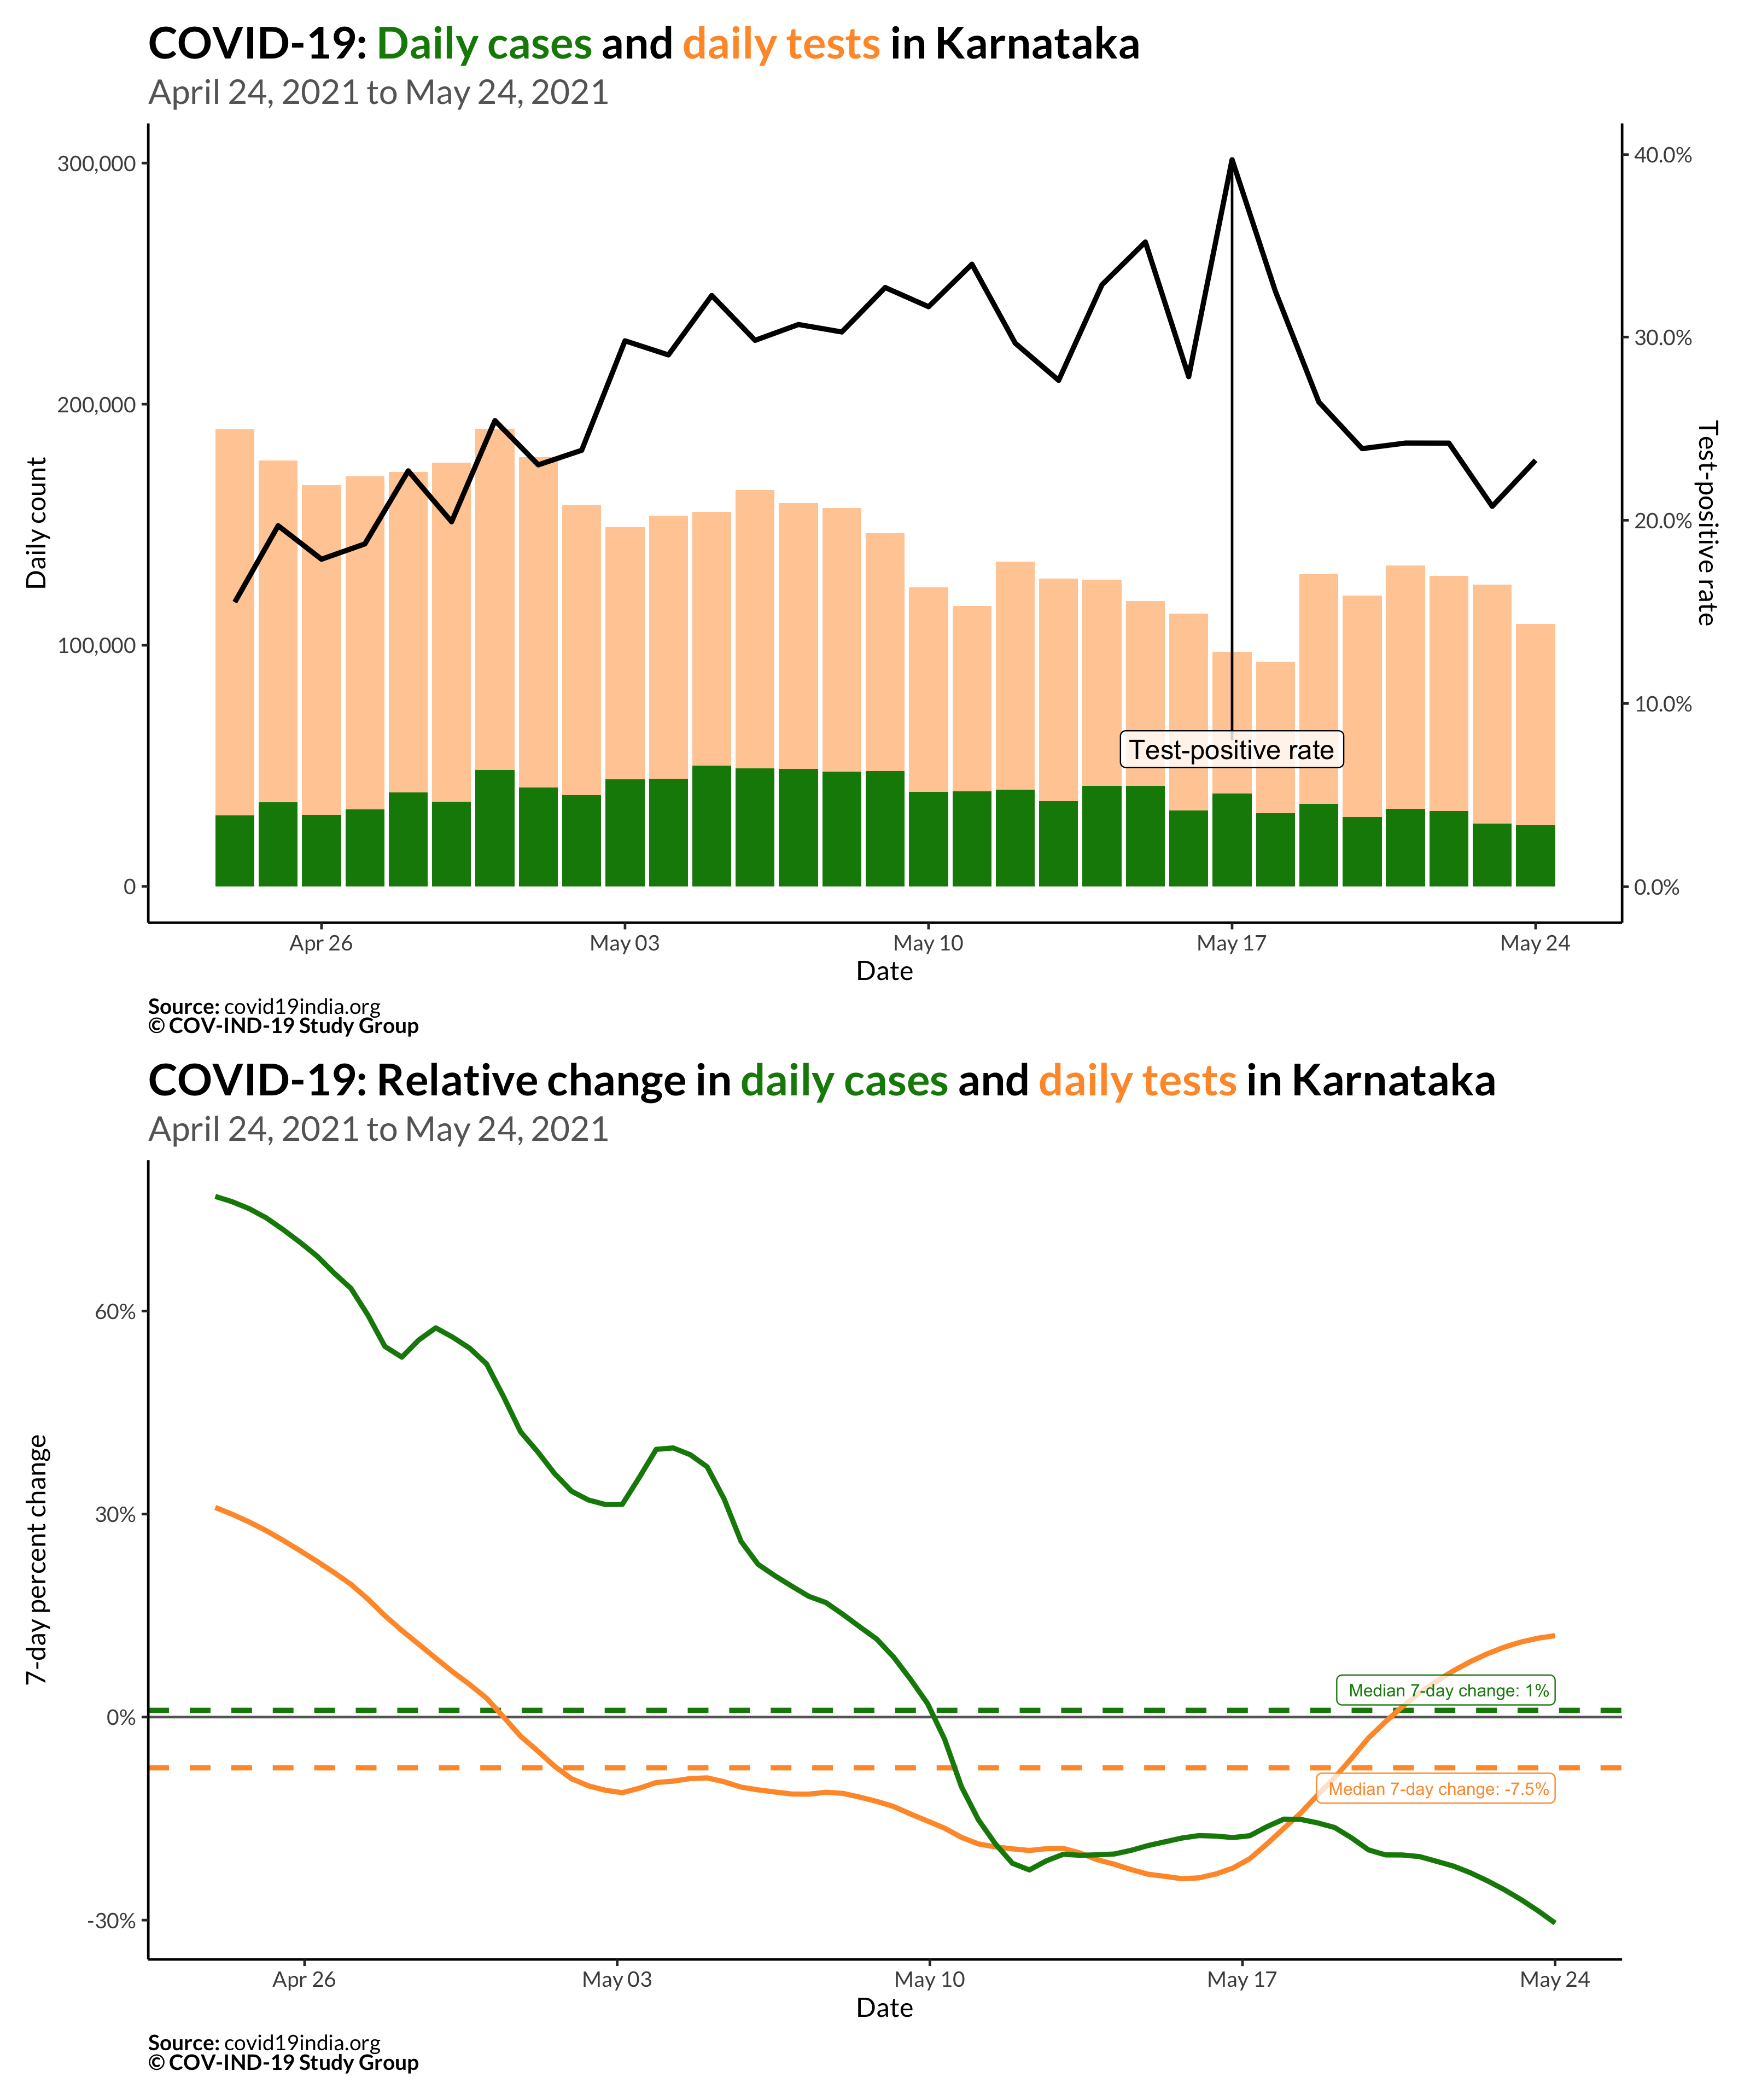 COVID-19: Daily cases and daily tests in Karnataka
April 24, 2021 to May 24, 2021
300,000
200,000
100,000
0
Daily count
40.0%
30.0%
20.0%
10.0%
0.0%
Test-positive rate
Test-positive rate
Apr 26
May 03
May 10
May 17
May 24
Date
Source: covid19india.org
© COV-IND-19 Study Group
COVID-19: Relative change in daily cases and daily tests in Karnataka
April 24, 2021 to May 24, 2021
60%
30%
0%
-30%
7-day percent change
Median 7-day change: 1%
Median 7-day change: -7.5%
Apr 26
May 03
May 10
May 17
May 24
Date
Source: covid19india.org
© COV-IND-19 Study Group